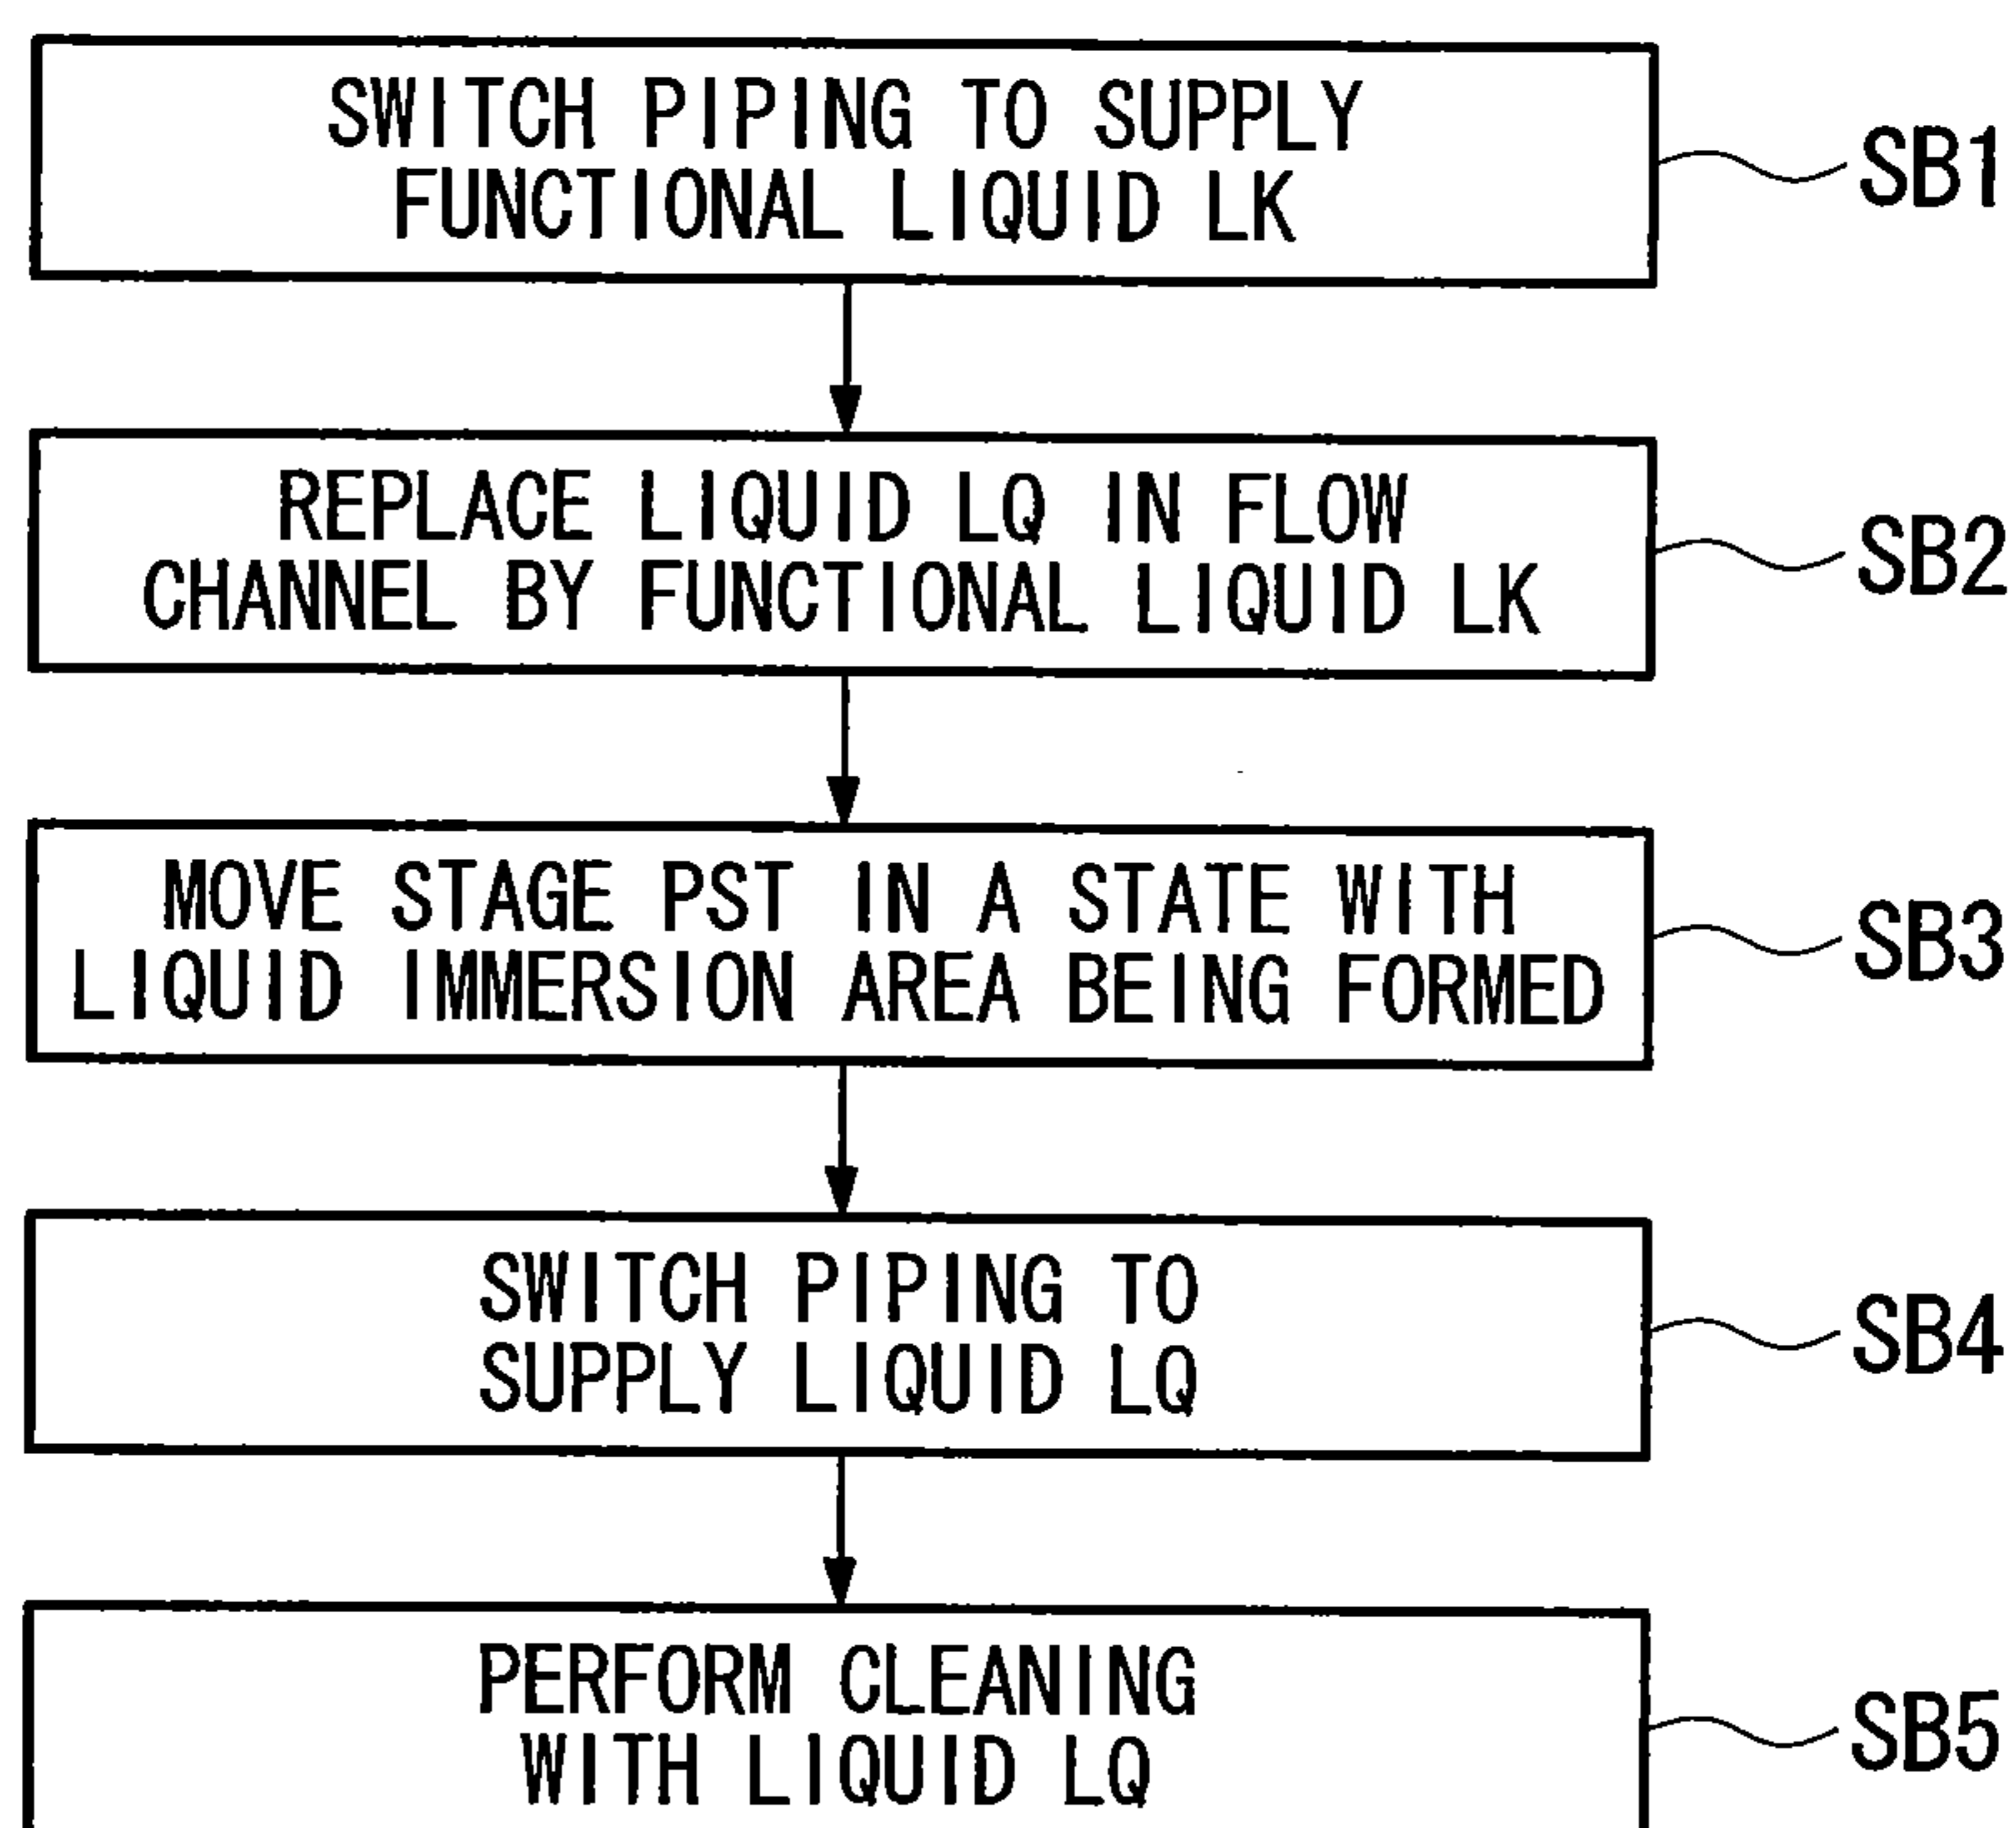 SWITCH PIPING TO SUPPLY
FUNCTIONAL LIQUID LK
SB1
REPLACE LIQUID LQ IN FLOW
CHANNEL BY FUNCTIONAL LIQUID LK
SB2
MOVE STAGE PST IN A STATE WITH
LIQUID IMMERSION AREA BEING FORMED
SB3
SWITCH PIPING TO
SUPPLY LIQUID LQ
SB4
PERFORM CLEANING
WITH LIQUID LQ
SB5